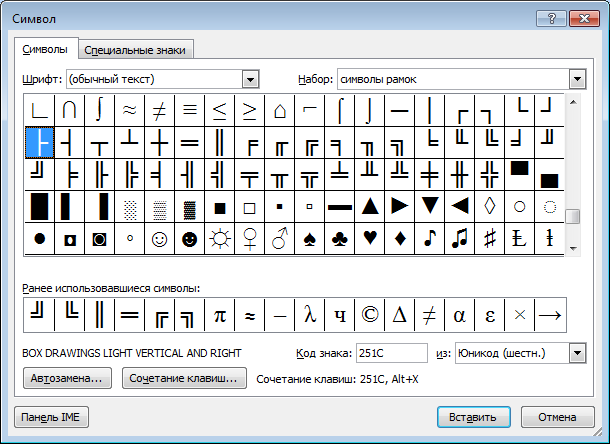 Символ
Символы Специальные знаки
Шрифт: (обычный текст) Набор: символы рамок
∟ ∩ ∫ ≈ ≠ ≡ ≤ ≥ ⌂ ⌐ ⌠ ⌡ ─ │ ┌ ┐ └ ┘
├ ┤ ┬ ┴ ┼ ═ ║ ╒ ╓ ╔ ╕ ╖ ╗ ╘ ╙ ╚ ╛ ╜
╝ ╞ ╟ ╠ ╡ ╢ ╣ ╤ ╥ ╦ ╧ ╨ ╩ ╪ ╫ ╬ ▀ ▄
█ ▌ ▐ ░ ▒ ▓ ■ □ ▪ ▫ ▬ ▲ ► ▼ ◄ ◊ ○ ◌
● ◘ ◙ ◦ ☺ ☻ ☼ ♀ ♂ ♠ ♣ ♥ ♦ ♪ ♫ ♯ Ⱡ ⱡ
Ранее использовавшиеся символы:
╝ ╚ ║ ═ ╔ ╗ π ≈ – λ ч © Δ ≠ α ε × →
BOX DRAWINGS LIGHT VERTICAL AND RIGHT Код знака: 251C из: Юникод (шестн.)
Автозамена... Сочетание клавиш... Сочетание клавиш: 251C, Alt+X
Панель IME Вставить Отмена